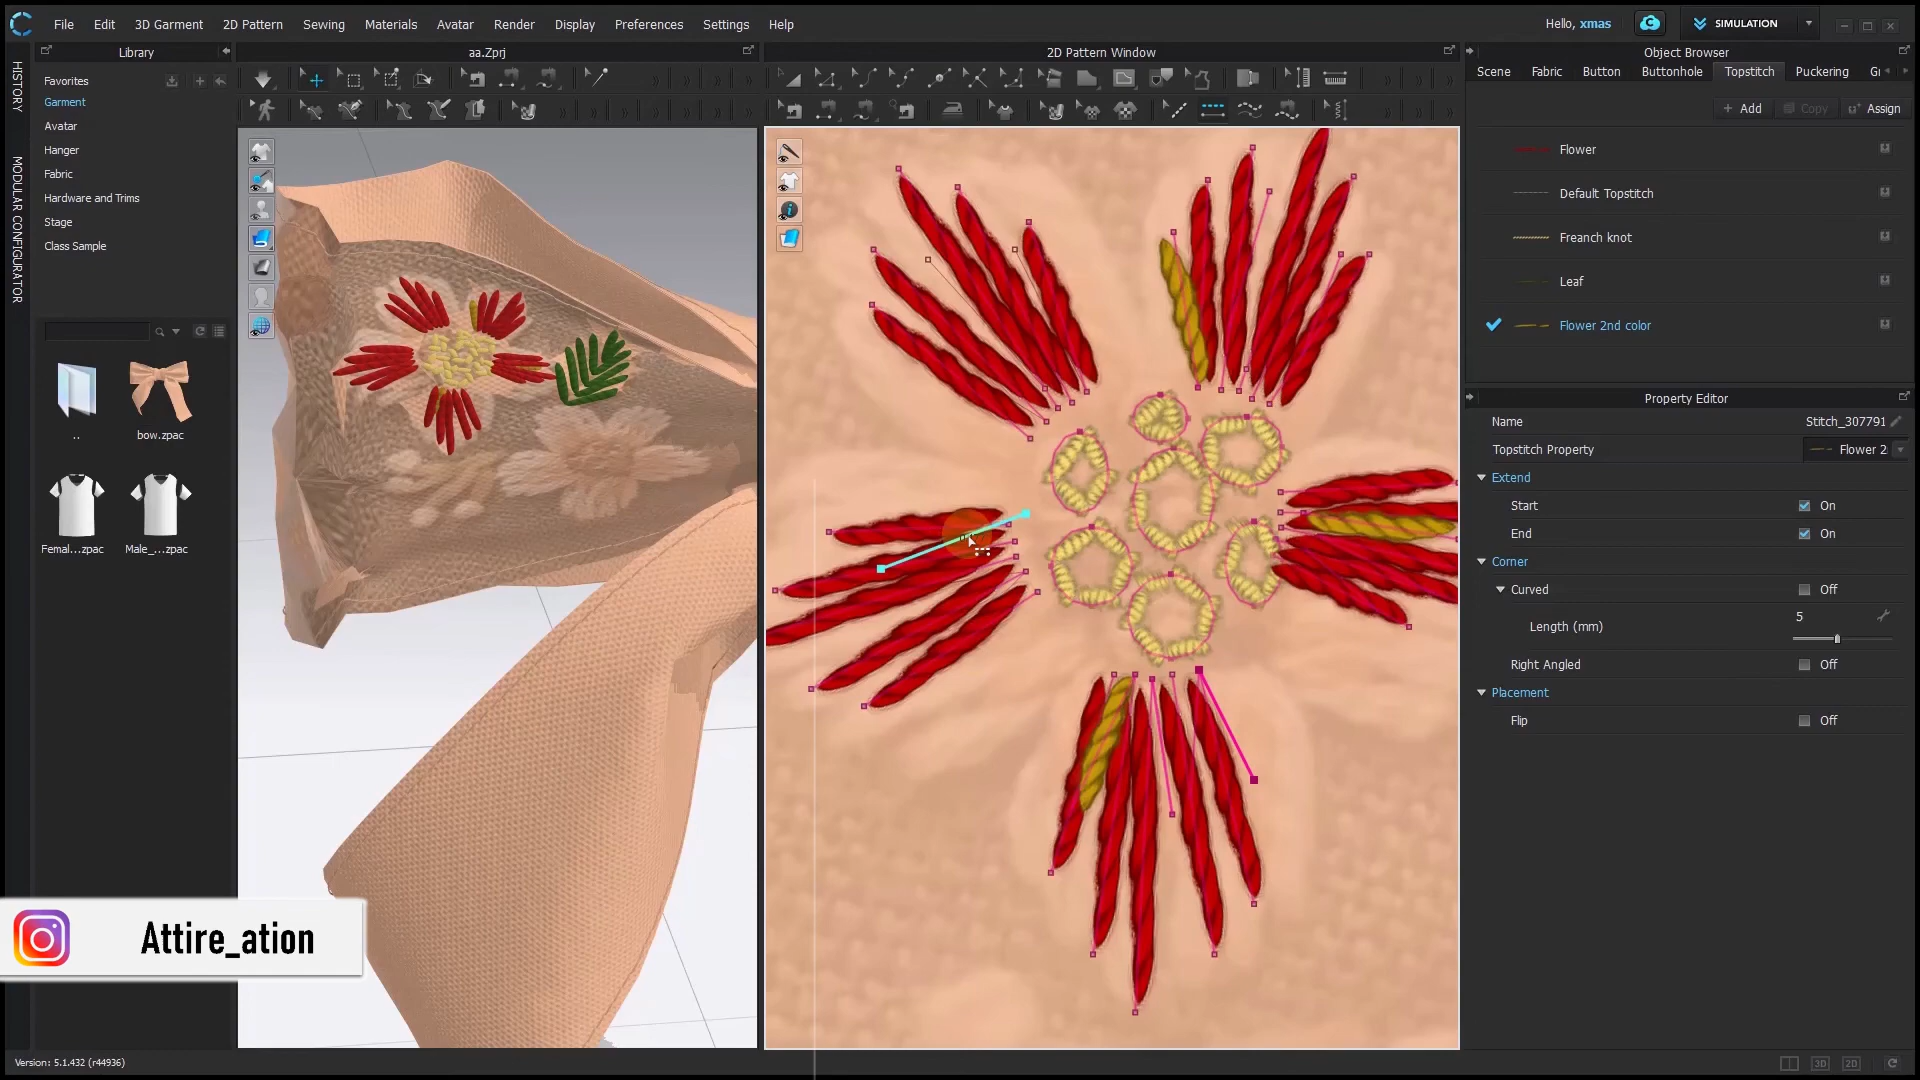 File Edit 3D Garment 2D Pattern Sewing Materials Avatar Render Display Preferences Settings Help
Hello, xmas
SIMULATION
Library
aa.Zprj
2D Pattern Window
Object Browser
HISTORY
MODULAR CONFIGURATOR
Favorites
Garment
Avatar
Hanger
Fabric
Hardware and Trims
Stage
Class Sample
..
bow.zpac
Femal...zpac
Male_...zpac
Scene Fabric Button Buttonhole Topstitch Puckering
+ Add Copy Assign
Flower
Default Topstitch
Freanch knot
Leaf
Flower 2nd color
Property Editor
Name Stitch_307791
Topstitch Property Flower 2
Extend
Start On
End On
Corner
Curved Off
Length (mm) 5
Right Angled Off
Placement
Flip Off
Attire_ation
Version: 5.1.432 (r44936)
3D 2D